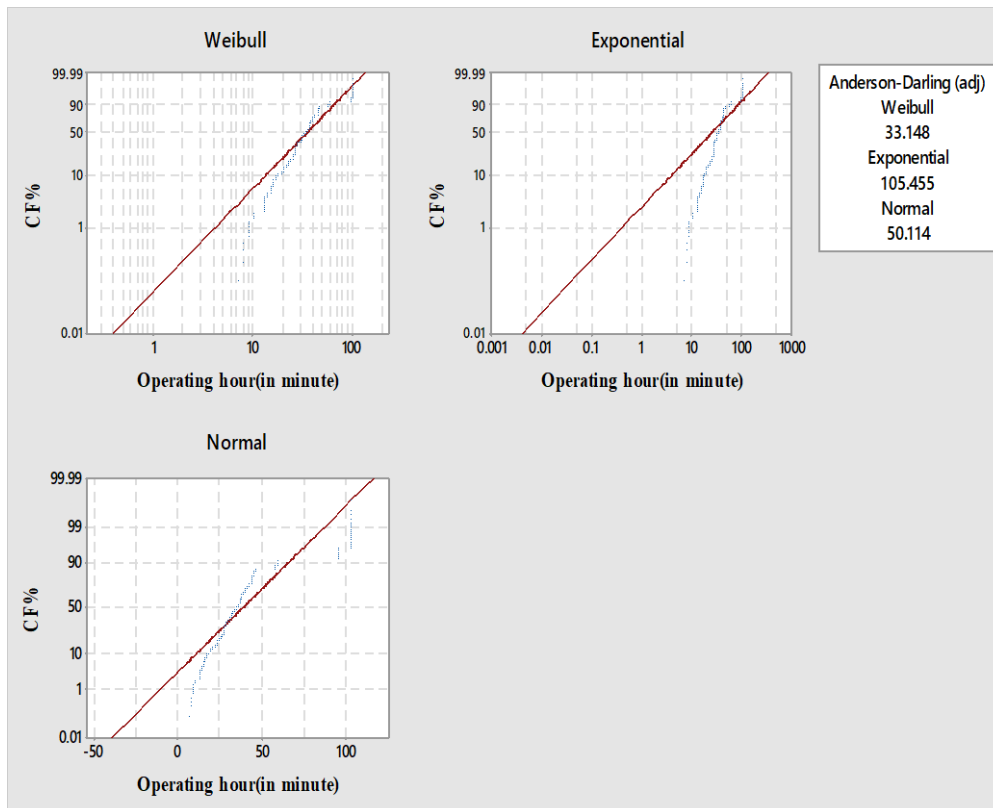 Weibull
99.99
90
50
10
1
0.01
CF%
1 10 100
Operating hour(in minute)
Exponential
99.99
90
50
10
1
0.01
CF%
0.001 0.01 0.1 1 10 100 1000
Operating hour(in minute)
Anderson-Darling (adj)
Weibull
33.148
Exponential
105.455
Normal
50.114
Normal
99.99
99
90
50
10
1
0.01
CF%
-50 0 50 100
Operating hour(in minute)